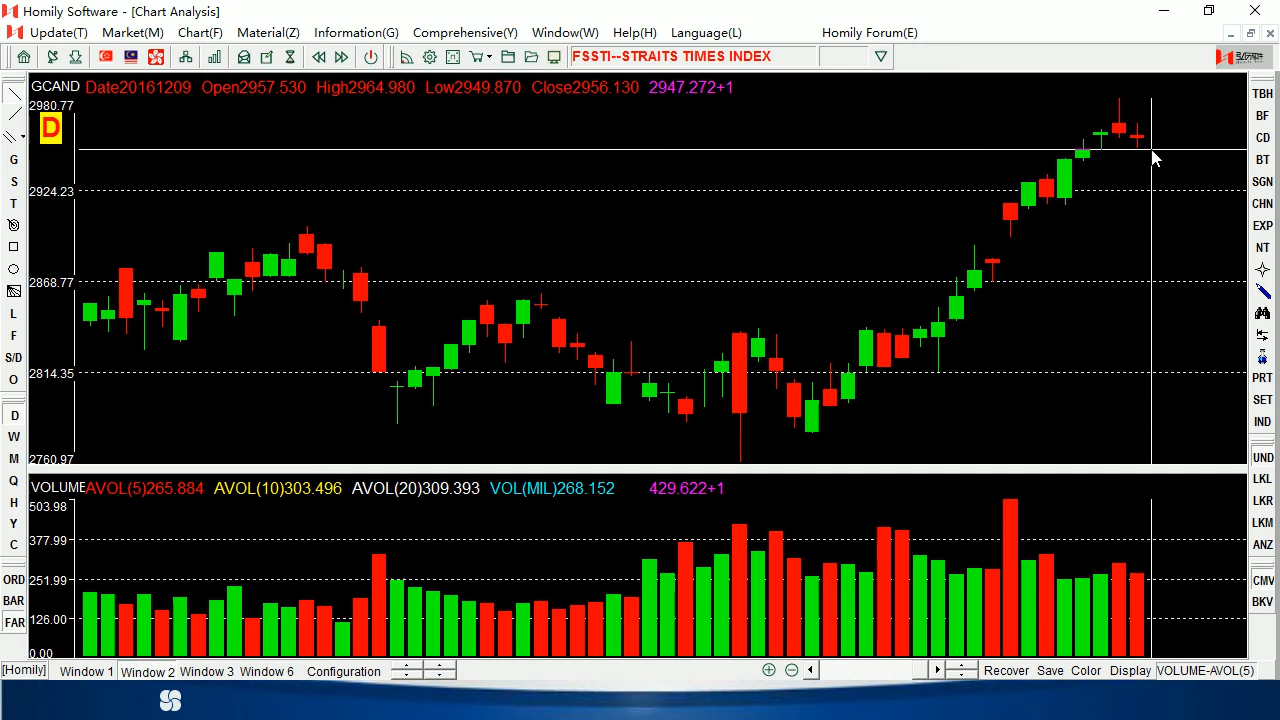 Homily Software - [Chart Analysis]
Update(T) Market(M) Chart(F) Material(Z) Information(G) Comprehensive(Y) Window(W) Help(H) Language(L) Homily Forum(E)
FSSTI--STRAITS TIMES INDEX
GCAND Date20161209 Open2957.530 High2964.980 Low2949.870 Close2956.130 2947.272+1
2980.77
D
2924.23
2868.77
2814.35
2760.97
VOLUMEAVOL(5)265.884 AVOL(10)303.496 AVOL(20)309.393 VOL(MIL)268.152 429.622+1
503.98
377.99
251.99
126.00
0.00
G
S
T
L
F
S/D
O
D
W
M
Q
H
Y
C
ORD
BAR
FAR
TBH
BF
CD
BT
SGN
CHN
EXP
NT
PRT
SET
IND
UND
LKL
LKR
LKM
ANZ
CMV
BKV
[Homily] Window 1 Window 2 Window 3 Window 6 Configuration Recover Save Color Display VOLUME-AVOL(5)